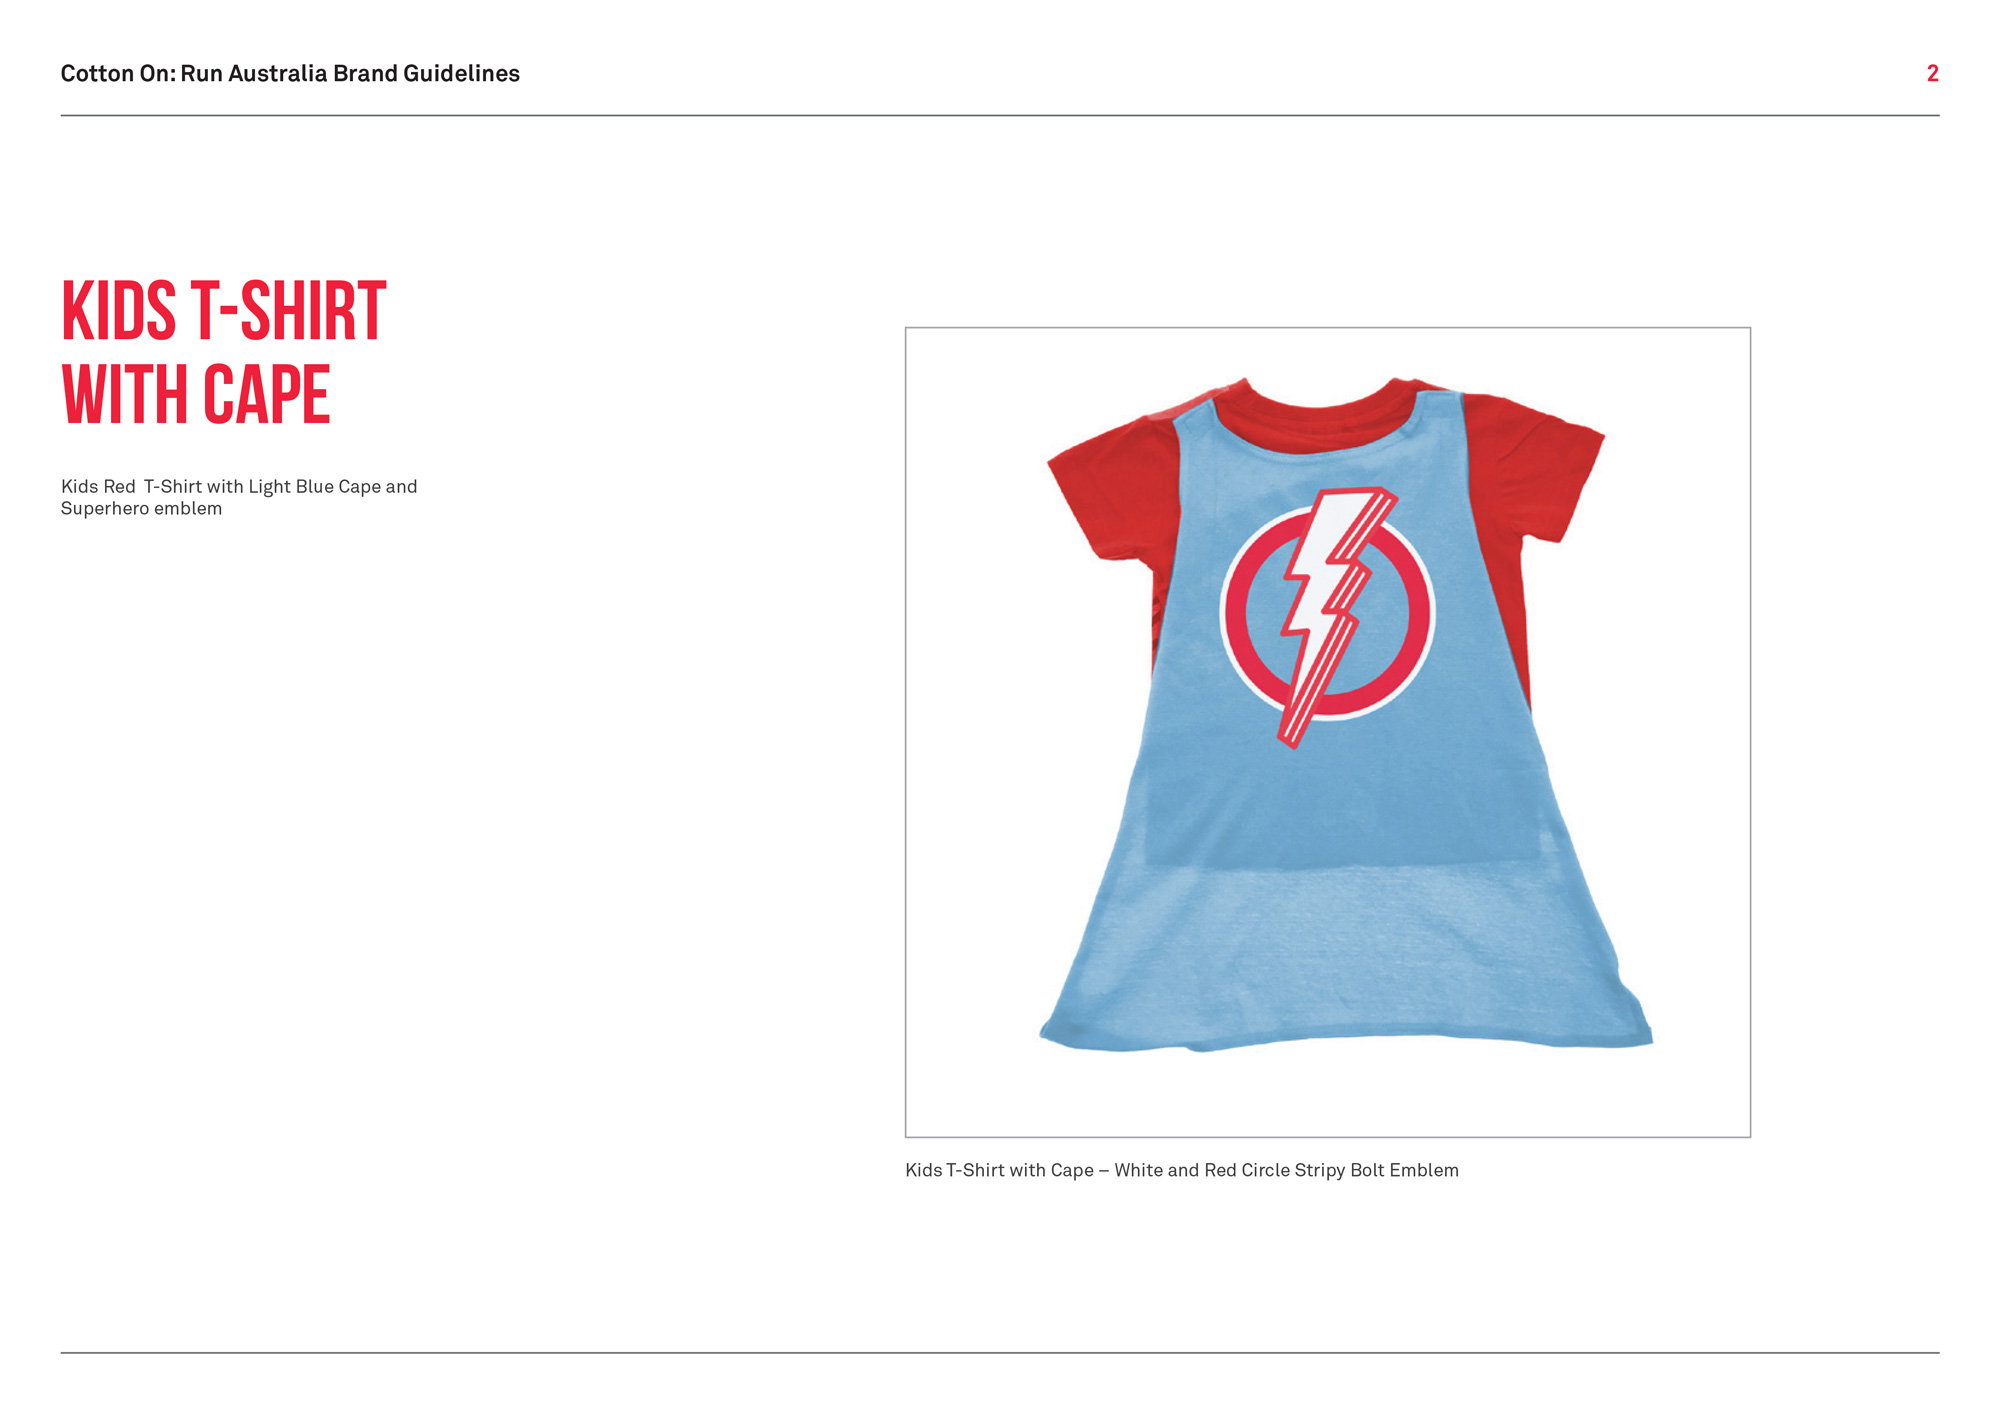 Cotton On: Run Australia Brand Guidelines
2
KIDS T-SHIRT
WITH CAPE
Kids Red  T-Shirt with Light Blue Cape and
Superhero emblem
Kids T-Shirt with Cape – White and Red Circle Stripy Bolt Emblem